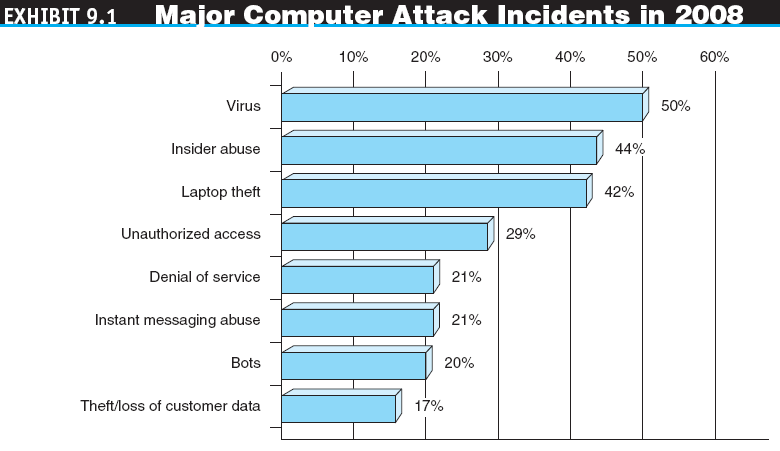 EXHIBIT 9.1 Major Computer Attack Incidents in 2008
0% 10% 20% 30% 40% 50% 60%
Virus 50%
Insider abuse 44%
Laptop theft 42%
Unauthorized access 29%
Denial of service 21%
Instant messaging abuse 21%
Bots 20%
Theft/loss of customer data 17%